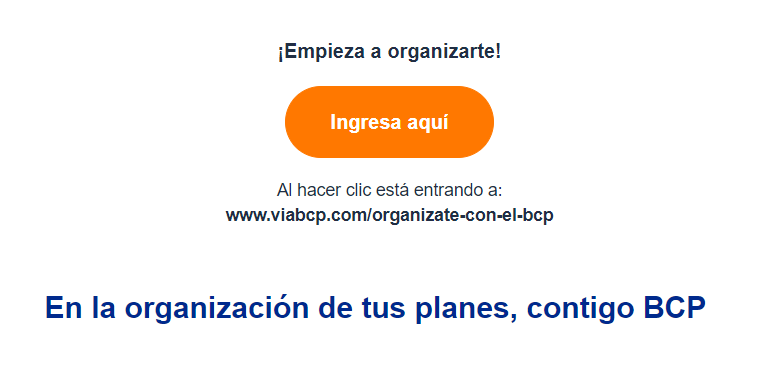 ¡Empieza a organizarte!
Ingresa aquí
Al hacer clic está entrando a:
www.viabcp.com/organizate-con-el-bcp
En la organización de tus planes, contigo BCP